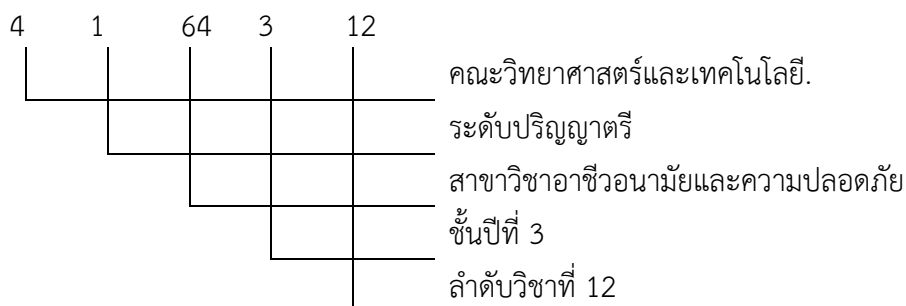 4 1 64 3 12
คณะวิทยาศาสตร์และเทคโนโลยี.
ระดับปริญญาตรี
สาขาวิชาอาชีวอนามัยและความปลอดภัย
ชั้นปีที่ 3
ลำดับวิชาที่ 12